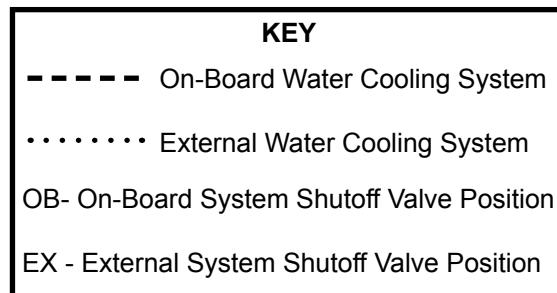 KEY
On-Board Water Cooling System
External Water Cooling System
OB- On-Board System Shutoff Valve Position
EX - External System Shutoff Valve Position